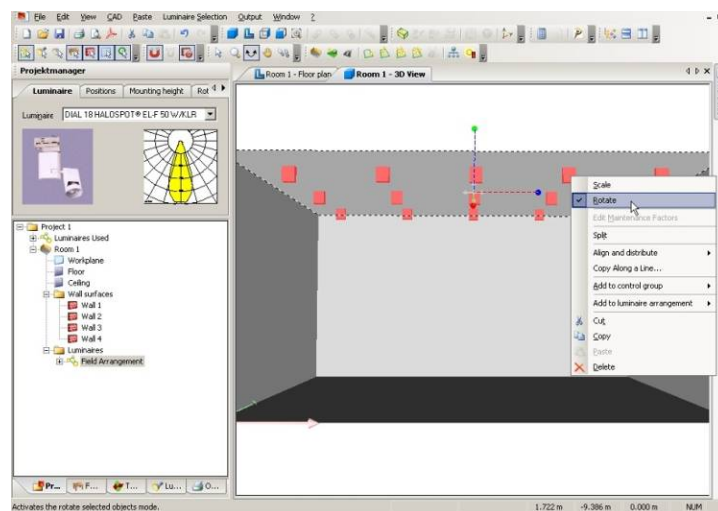 File Edit View CAD Paste Luminaire Selection Output Window ?
Projektmanager
Luminaire Positions Mounting height Rot
Luminaire DIAL 18 HALOSPOT® EL-F 50 W/KLR
Project 1
Luminaires Used
Room 1
Workplane
Floor
Ceiling
Wall surfaces
Wall 1
Wall 2
Wall 3
Wall 4
Luminaires
Field Arrangement
Pr... F... T... Lu... O...
Room 1 - Floor plan Room 1 - 3D View
Scale
Rotate
Edit Maintenance Factors
Split
Align and distribute
Copy Along a Line...
Add to control group
Add to luminaire arrangement
Cut
Copy
Paste
Delete
Activates the rotate selected objects mode. 1.722 m -9.386 m 0.000 m NUM